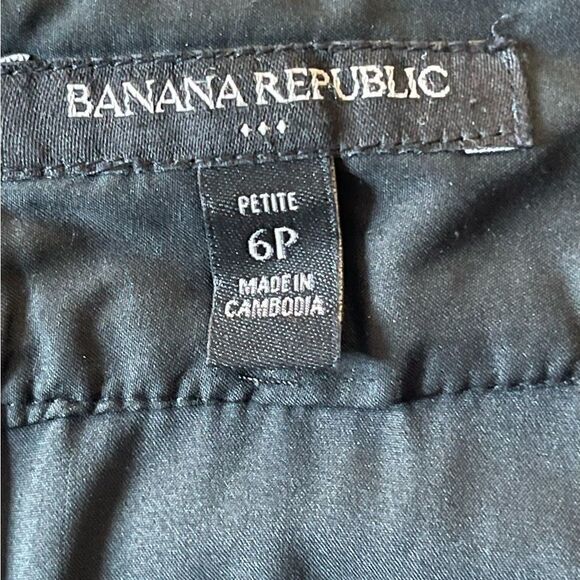 BANANA REPUBLIC
PETITE
6P
MADE IN
CAMBODIA